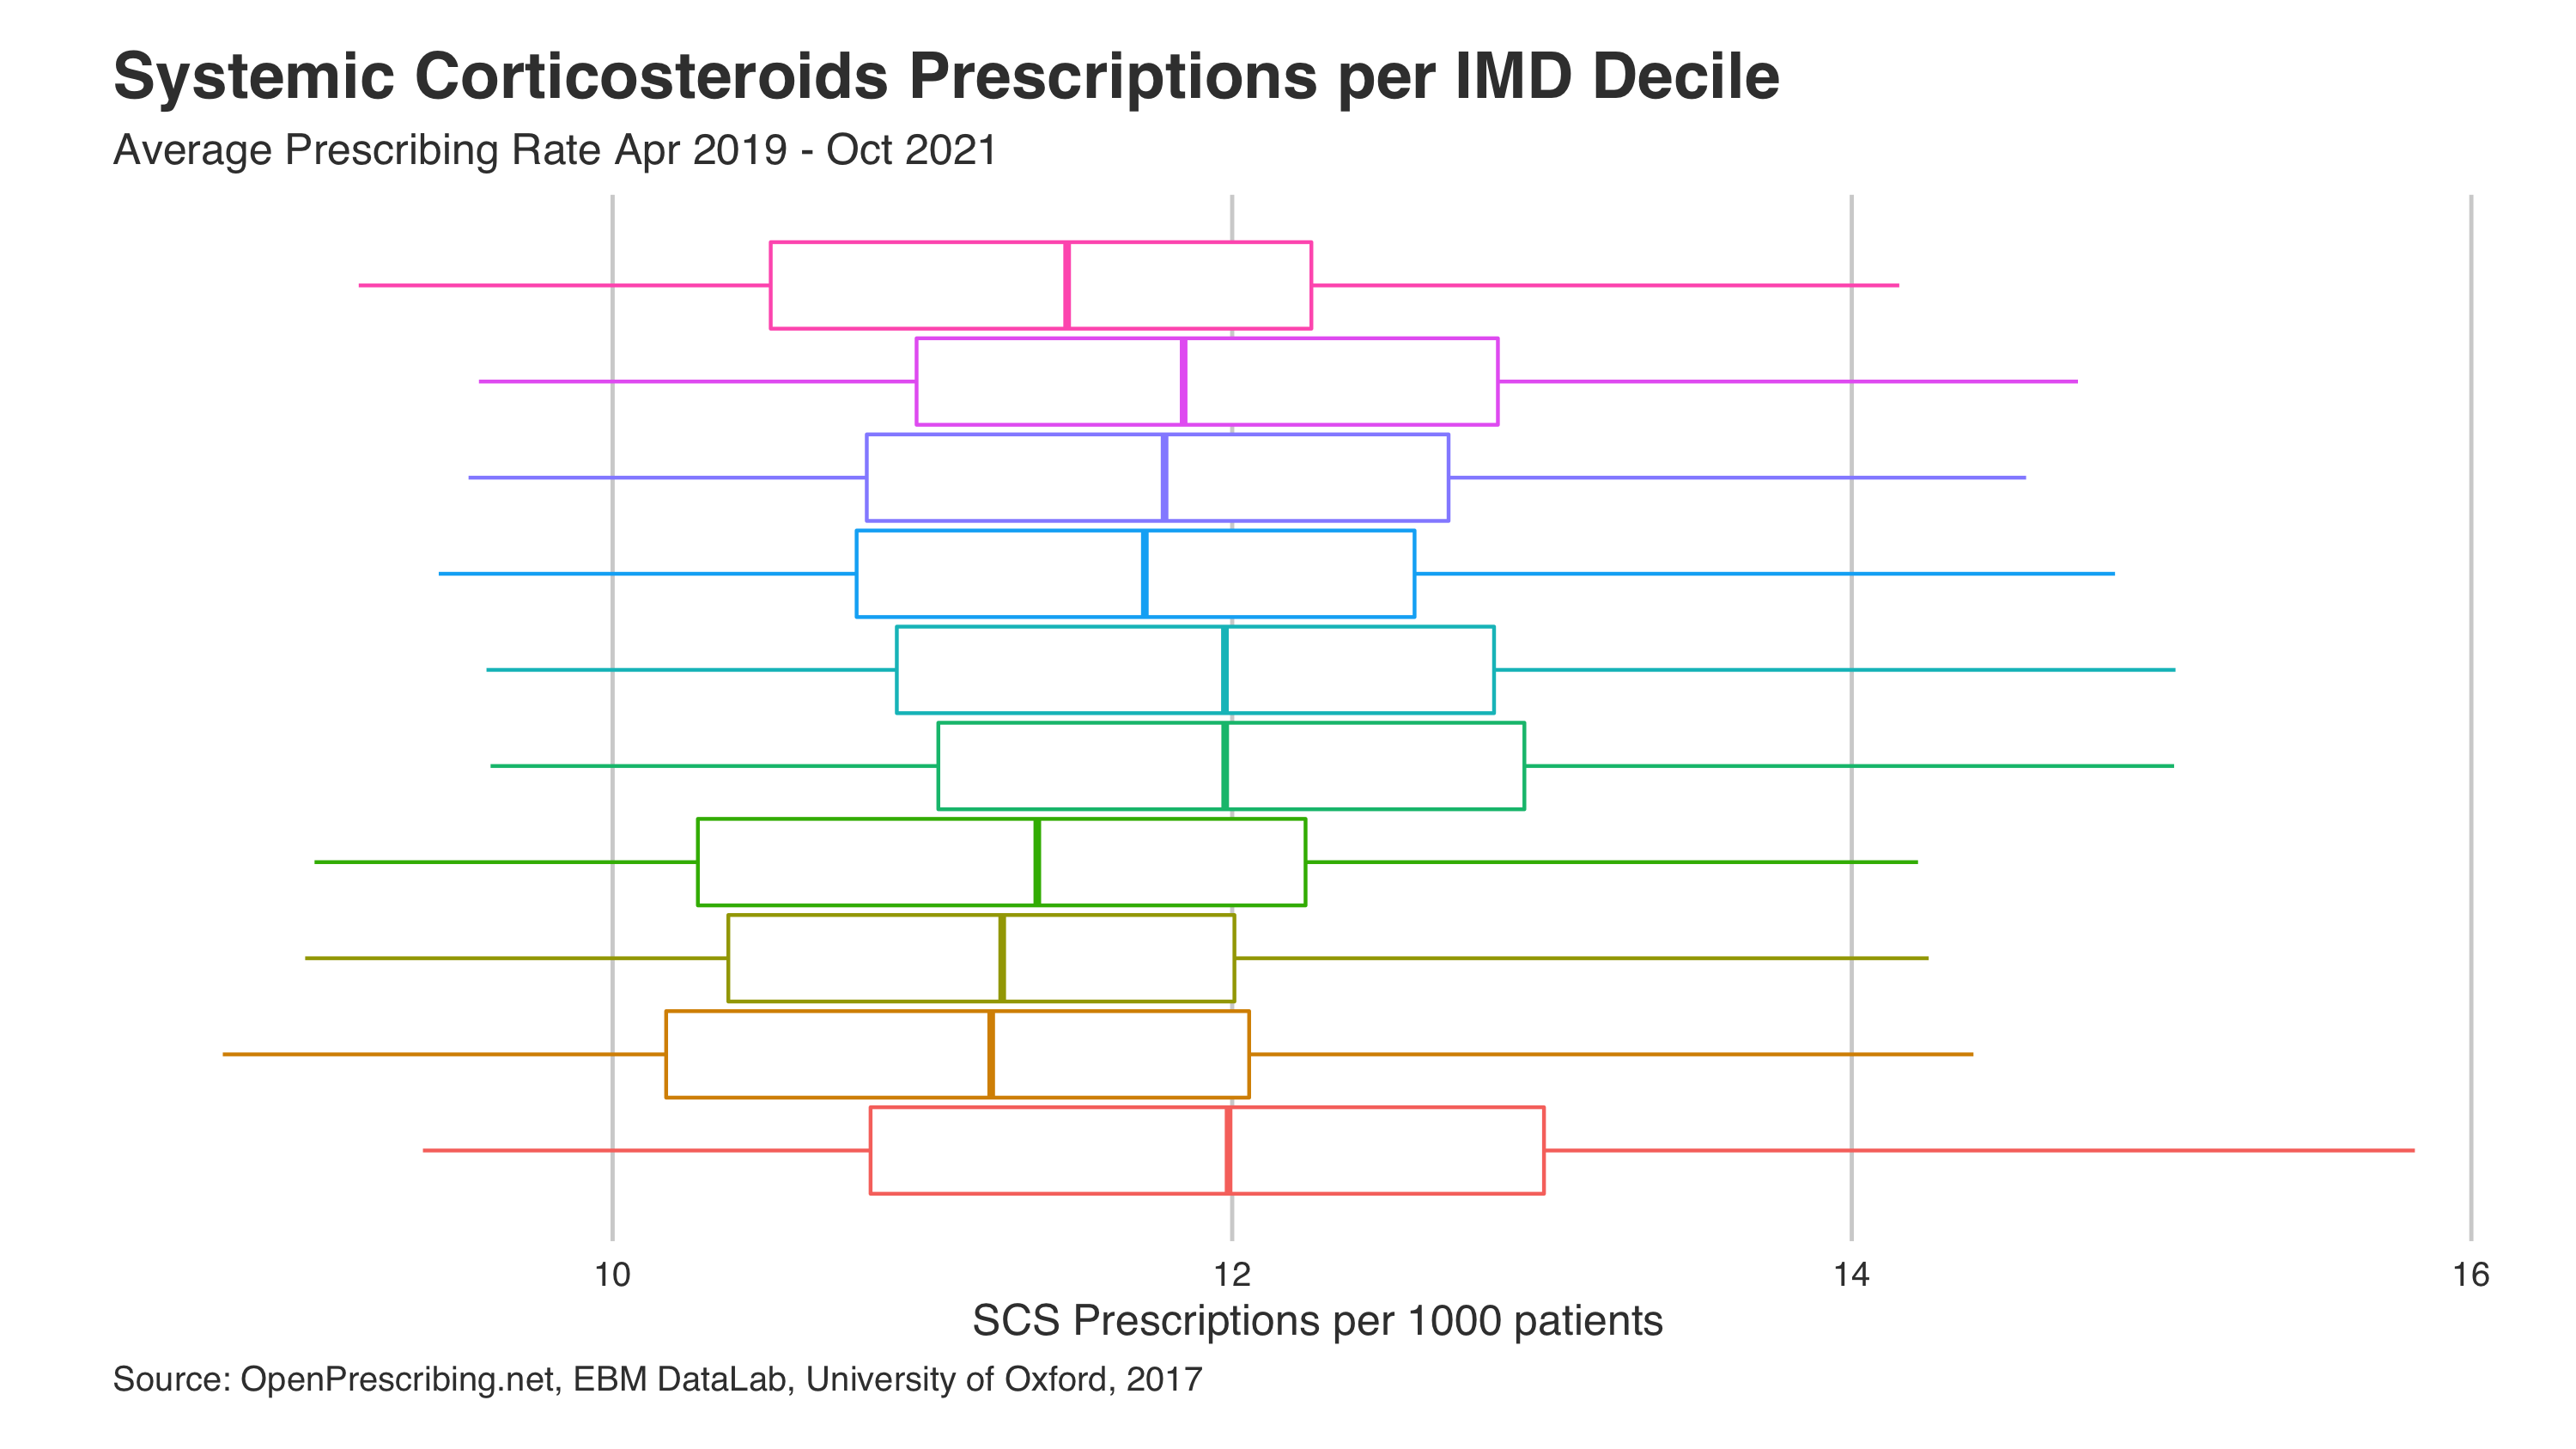 Systemic Corticosteroids Prescriptions per IMD Decile
Average Prescribing Rate Apr 2019 - Oct 2021
10 12 14 16
SCS Prescriptions per 1000 patients
Source: OpenPrescribing.net, EBM DataLab, University of Oxford, 2017